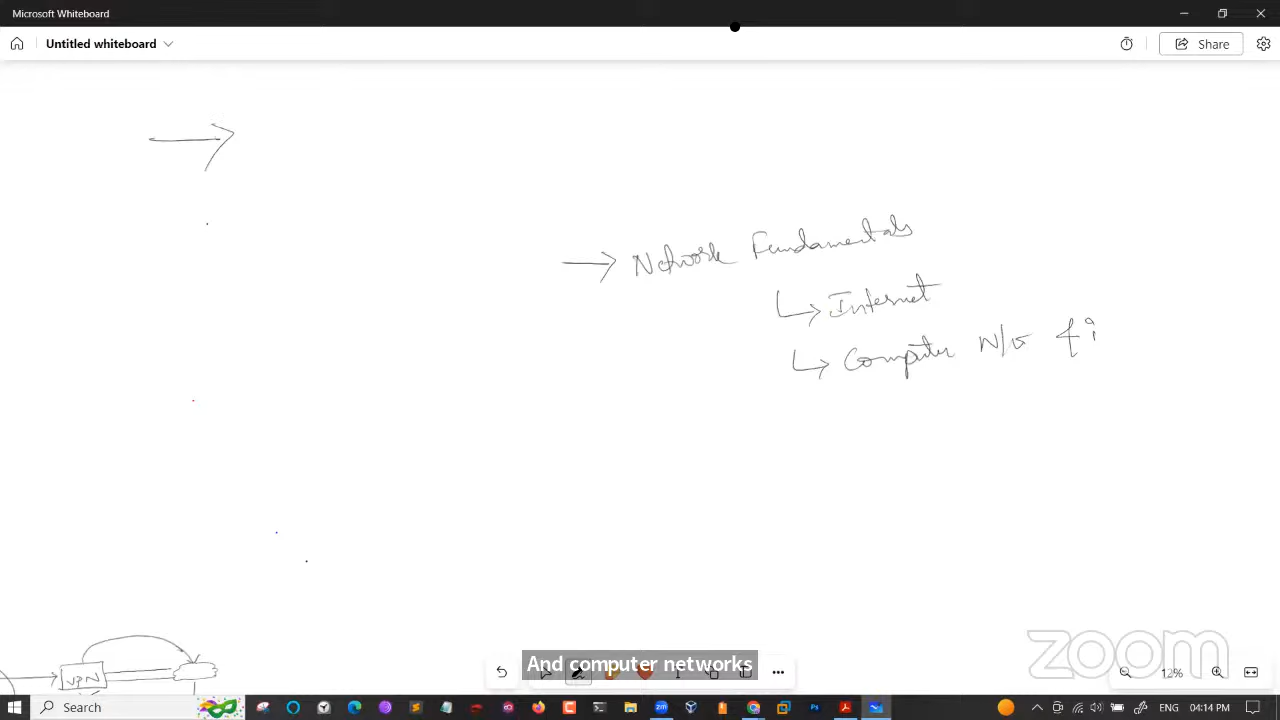 Microsoft Whiteboard
Untitled whiteboard
Share
→ Network Fundamentals
↳ Internet
↳ Computer N/w
VPN
And computer networks
zoom
12%
Search
ENG
04:14 PM